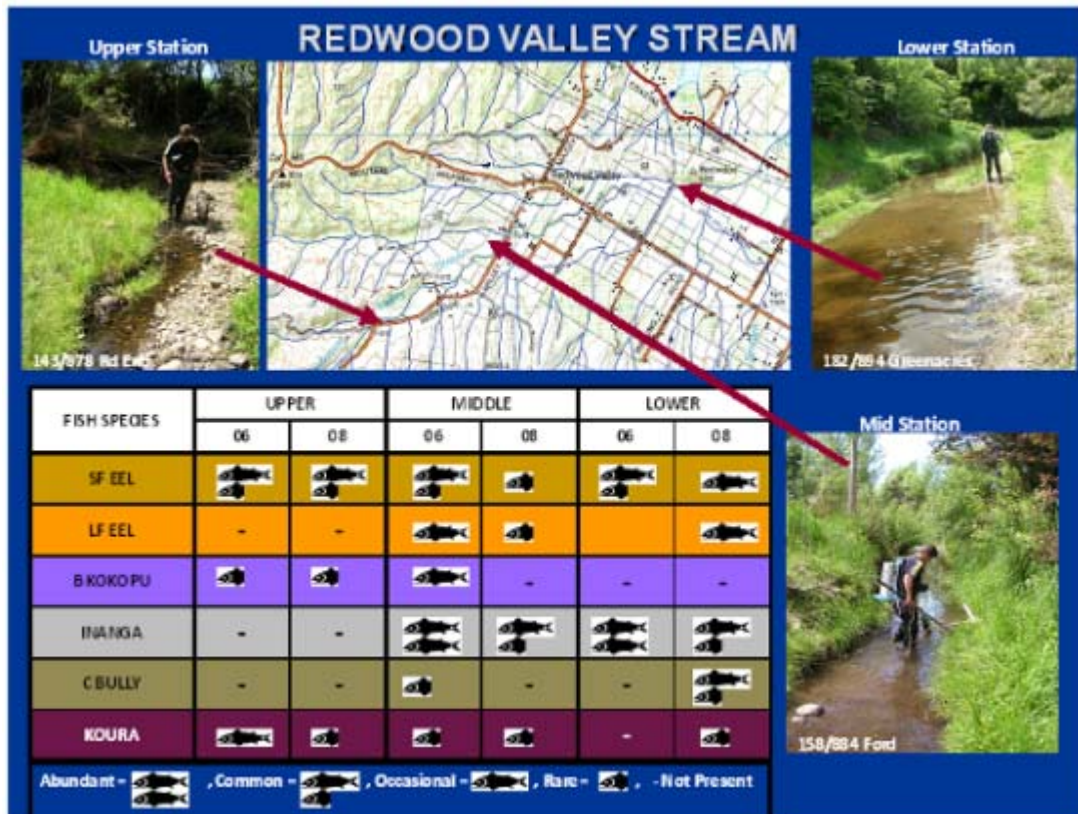 REDWOOD VALLEY STREAM
Upper Station
Lower Station
Redwood Valley
143/878 Rd End
182/894 Greenacres
Mid Station
158/884 Ford
FISH SPECIES UPPER MIDDLE LOWER
06 08 06 08 06 08
SF EEL
LF EEL - -
B KOKOPU - - -
INANGA - -
C BULLY - - - -
KOURA -
Abundant = , Common = , Occasional = , Rare = , - Not Present